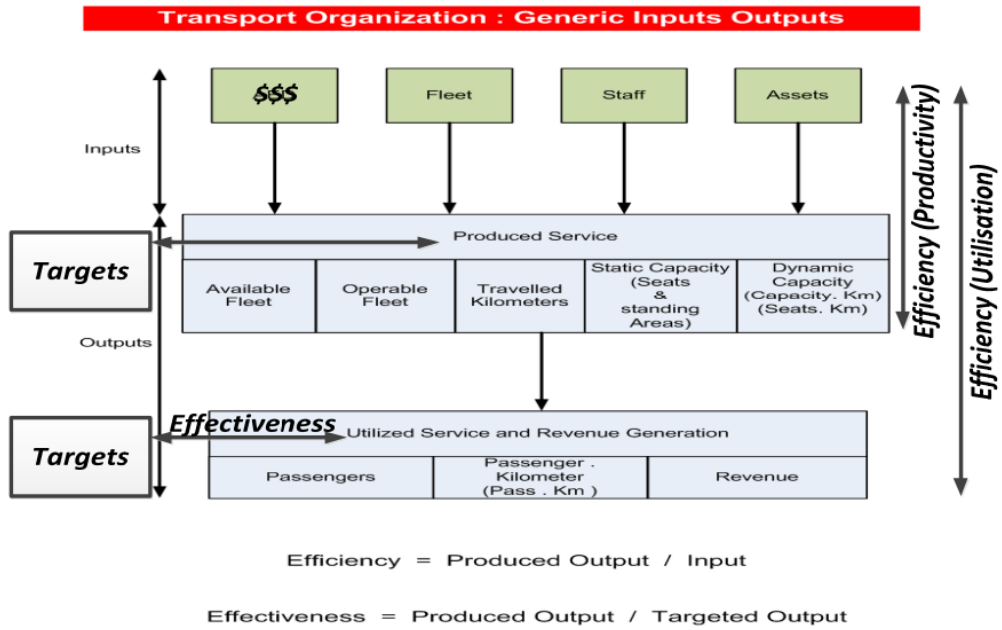 Transport Organization : Generic Inputs Outputs
$$$
Fleet
Staff
Assets
Inputs
Efficiency (Productivity)
Efficiency (Utilisation)
Produced Service
Targets
Available
Fleet
Operable
Fleet
Travelled
Kilometers
Static Capacity
(Seats
&
standing
Areas)
Dynamic
Capacity
(Capacity. Km)
(Seats. Km)
Outputs
Effectiveness
Utilized Service and Revenue Generation
Targets
Passengers
Passenger .
Kilometer
(Pass . Km )
Revenue
Efficiency = Produced Output / Input
Effectiveness = Produced Output / Targeted Output